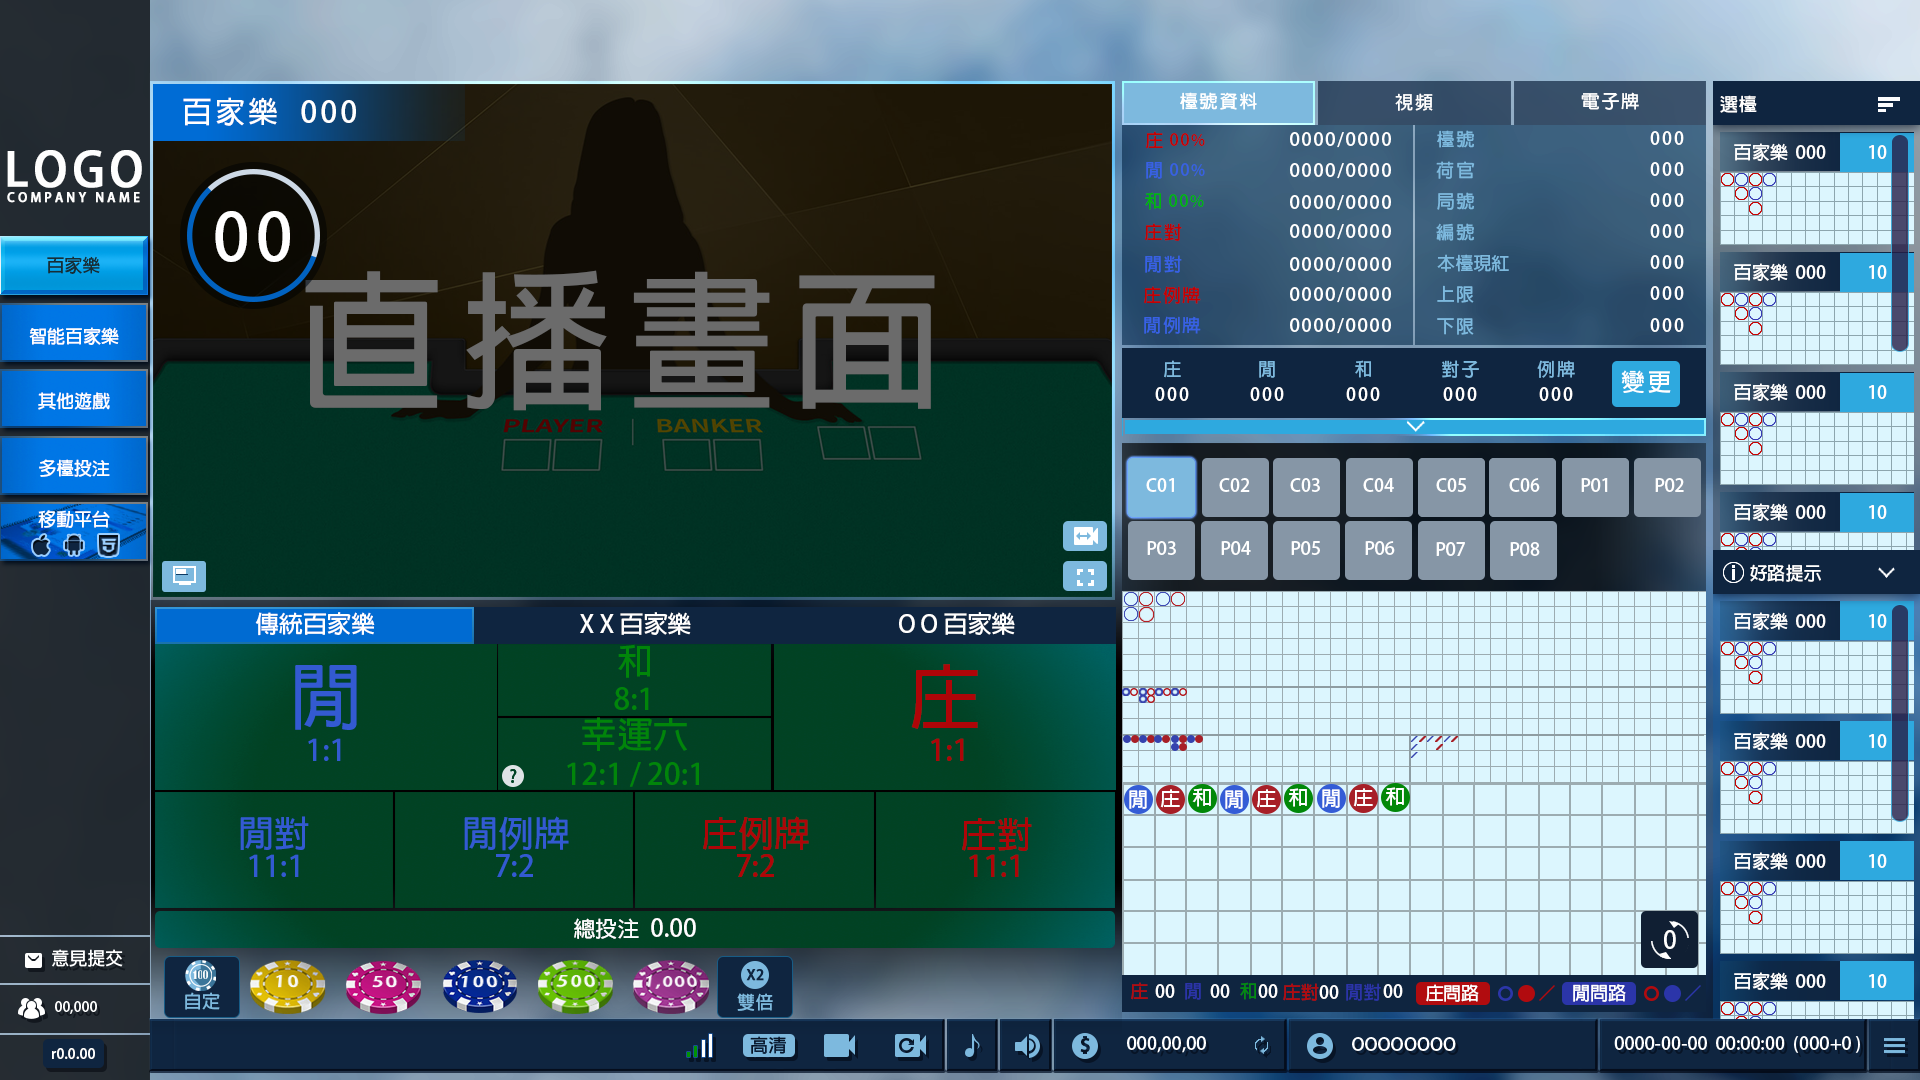 LOGO
COMPANY NAME
百家樂
智能百家樂
其他遊戲
多檯投注
移動平台
意見提交
00,000
r0.0.00
百家樂 000
00
直播畫面
PLAYER
BANKER
傳統百家樂
X X 百家樂
O O 百家樂
閒
1:1
和
8:1
幸運六
12:1 / 20:1
?
庄
1:1
閒對
11:1
閒例牌
7:2
庄例牌
7:2
庄對
11:1
總投注 0.00
100
自定
10
50
100
500
1,000
X2
雙倍
檯號資料
視頻
電子牌
庄 00% 0000/0000
閒 00% 0000/0000
和 00% 0000/0000
庄對 0000/0000
閒對 0000/0000
庄例牌 0000/0000
閒例牌 0000/0000
檯號 000
荷官 000
局號 000
編號 000
本檯現紅 000
上限 000
下限 000
庄 閒 和 對子 例牌
000 000 000 000 000
變更
C01 C02 C03 C04 C05 C06 P01 P02
P03 P04 P05 P06 P07 P08
閒 庄 和 閒 庄 和 閒 庄 和
0
庄 00 閒 00 和00 庄對00 閒對00 庄問路 閒問路
選檯
百家樂 000 10
百家樂 000 10
百家樂 000 10
百家樂 000 10
好路提示
百家樂 000 10
百家樂 000 10
百家樂 000 10
百家樂 000 10
高清
$
000,00,00
OOOOOOOO
0000-00-00 00:00:00 (000+0 )